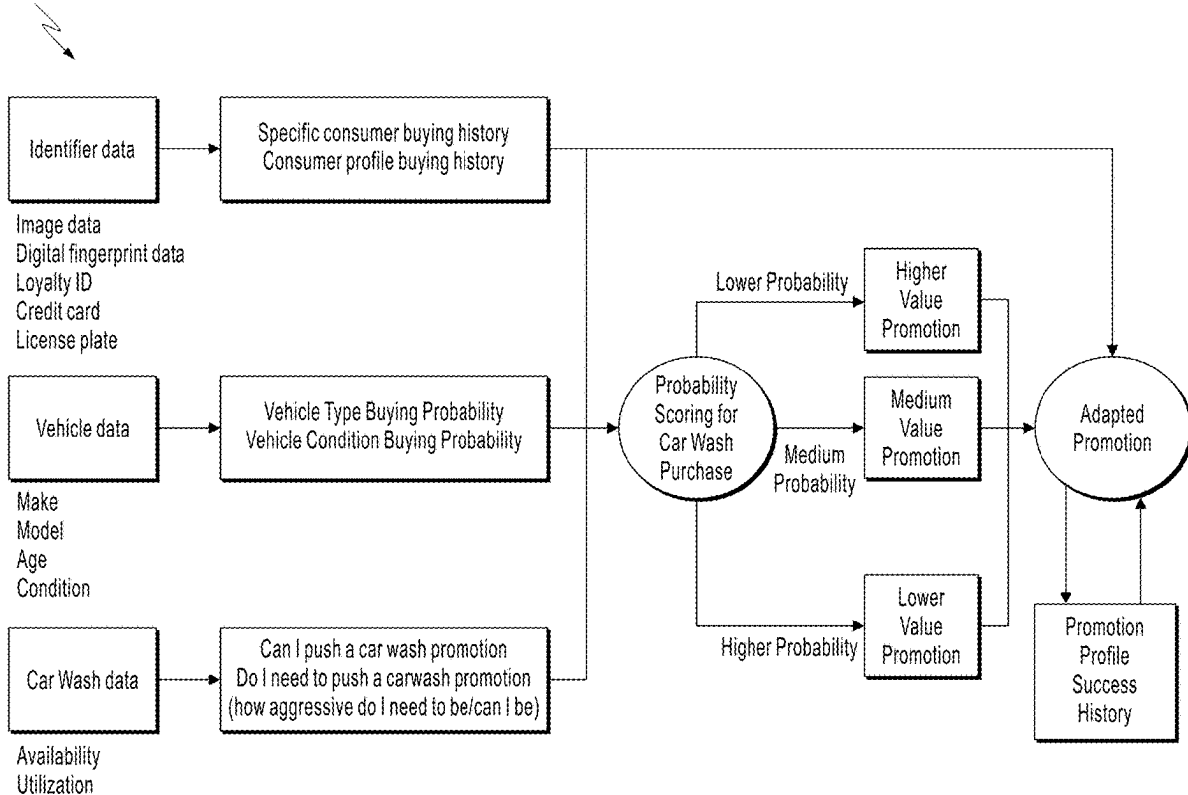 Identifier data
Specific consumer buying history
Consumer profile buying history
Image data
Digital fingerprint data
Loyalty ID
Credit card
License plate
Lower Probability
Higher
Value
Promotion
Vehicle data
Vehicle Type Buying Probability
Vehicle Condition Buying Probability
Probability
Scoring for
Car Wash
Purchase
Medium
Probability
Medium
Value
Promotion
Adapted
Promotion
Make
Model
Age
Condition
Car Wash data
Can I push a car wash promotion
Do I need to push a carwash promotion
(how aggressive do I need to be/can I be)
Higher Probability
Lower
Value
Promotion
Promotion
Profile
Success
History
Availability
Utilization